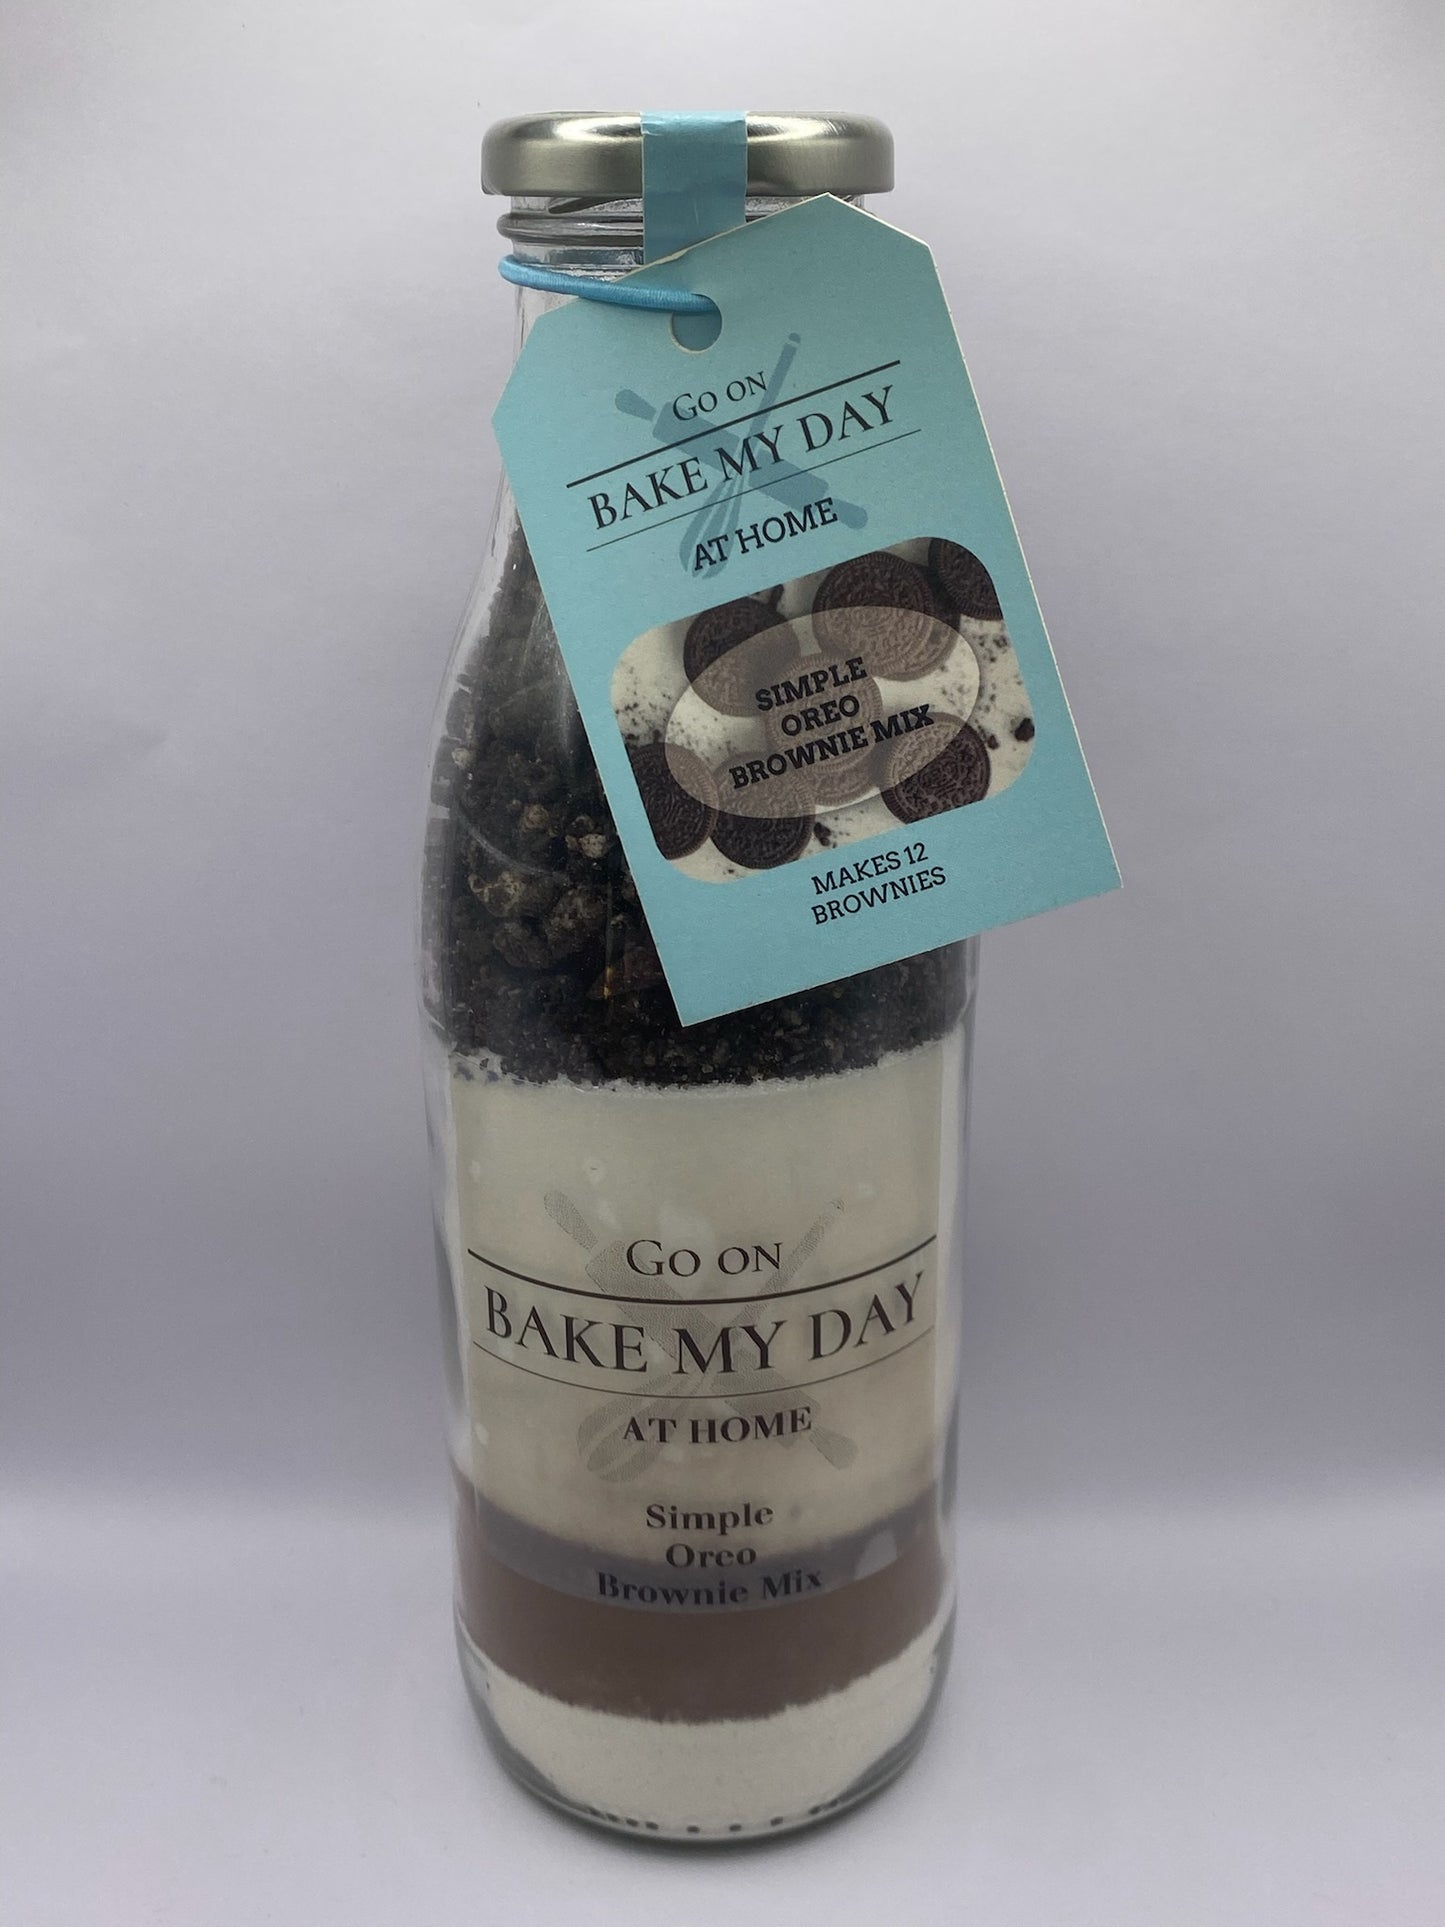 GO ON
BAKE MY DAY
AT HOME
SIMPLE
OREO
BROWNIE MIX
MAKES 12
BROWNIES
GO ON
BAKE MY DAY
AT HOME
Simple
Oreo
Brownie Mix